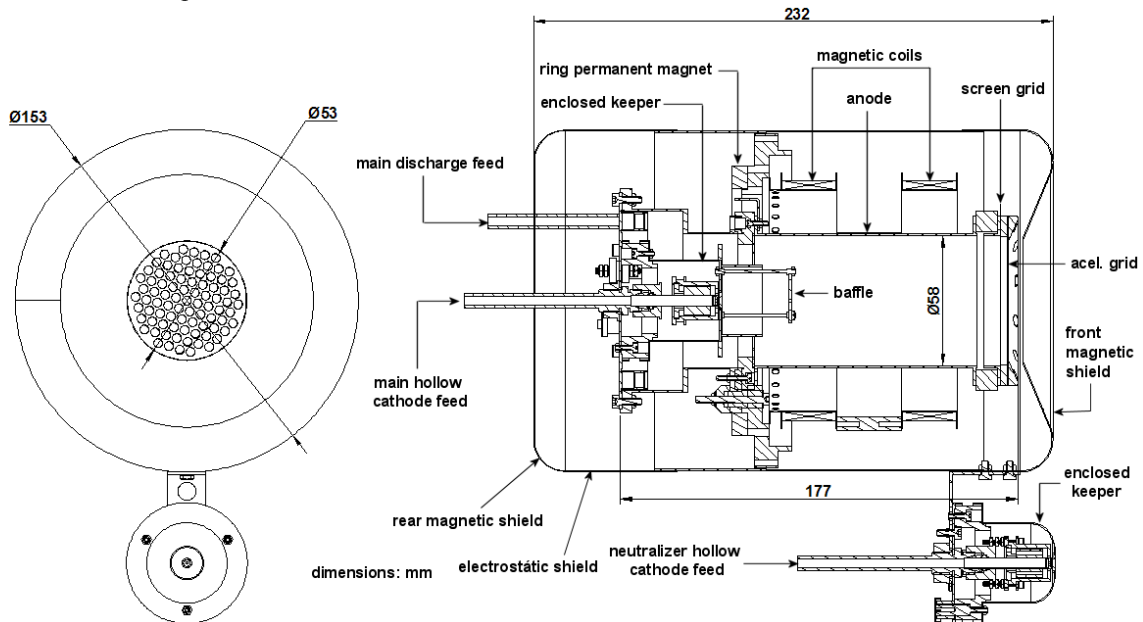 232
magnetic coils
ring permanent magnet
screen grid
enclosed keeper
anode
Ø153
Ø53
main discharge feed
acel. grid
baffle
Ø58
front
magnetic
shield
main hollow
cathode feed
enclosed
keeper
177
rear magnetic shield
neutralizer hollow
cathode feed
electrostátic shield
dimensions: mm